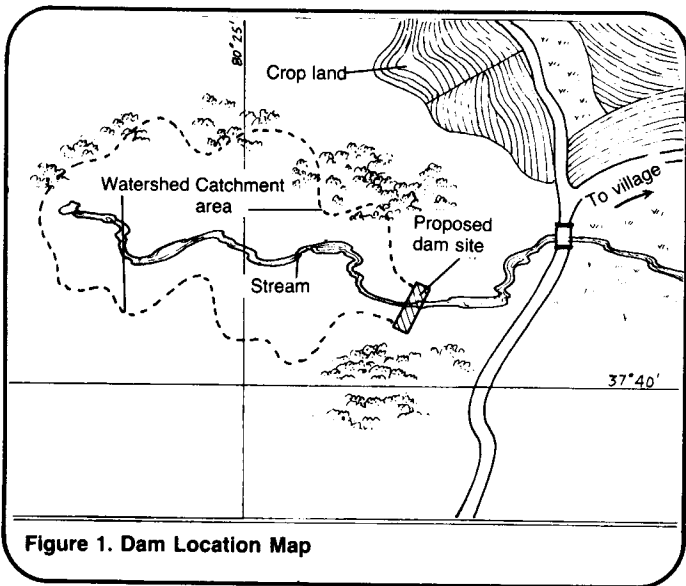 80°25'
Crop land
Watershed Catchment
area
To village
Proposed
dam site
Stream
37°40'
Figure 1. Dam Location Map